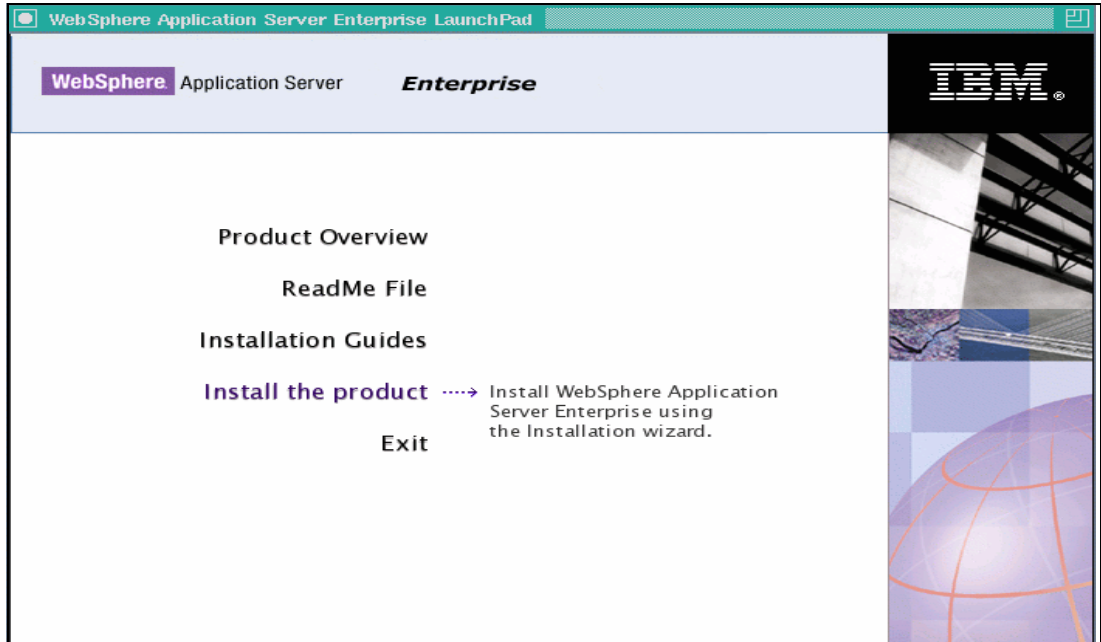 WebSphere Application Server Enterprise LaunchPad
WebSphere. Application Server Enterprise
IBM.®
Product Overview
ReadMe File
Installation Guides
Install the product
Install WebSphere Application
Server Enterprise using
the Installation wizard.
Exit